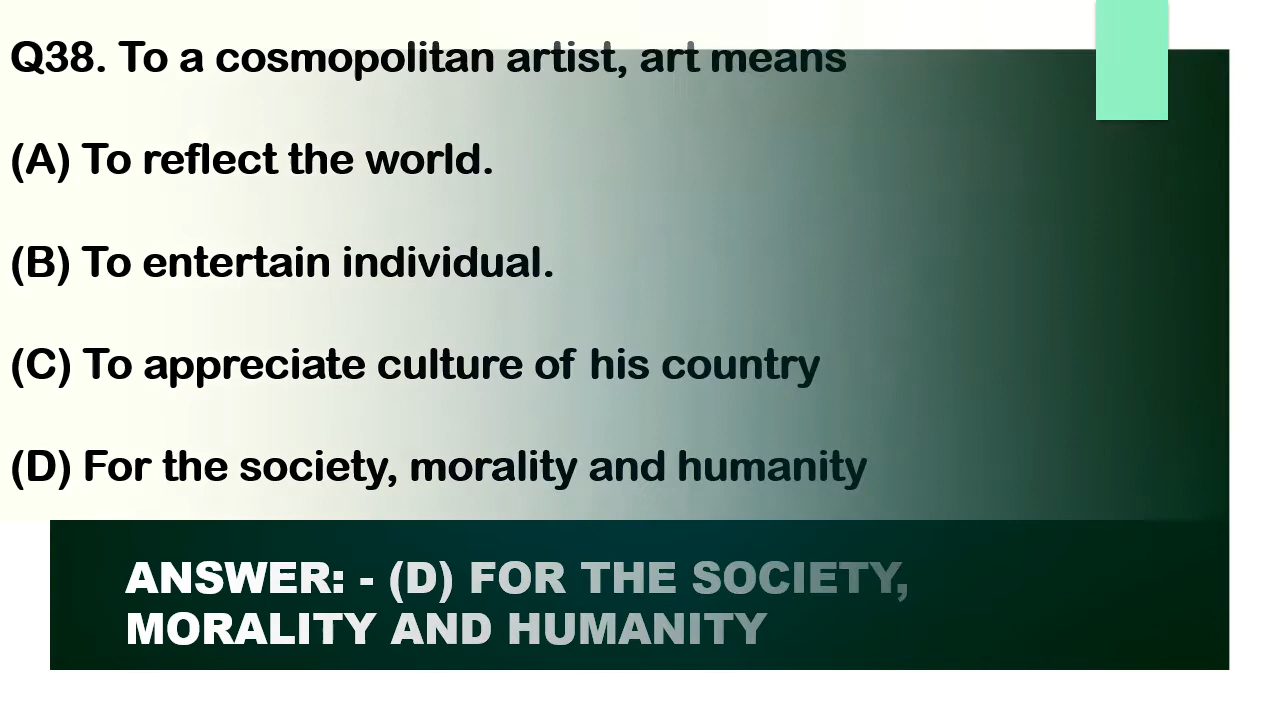 Q38. To a cosmopolitan artist, art means
(A) To reflect the world.
(B) To entertain individual.
(C) To appreciate culture of his country
(D) For the society, morality and humanity
ANSWER: - (D) FOR THE SOCIETY,
MORALITY AND HUMANITY